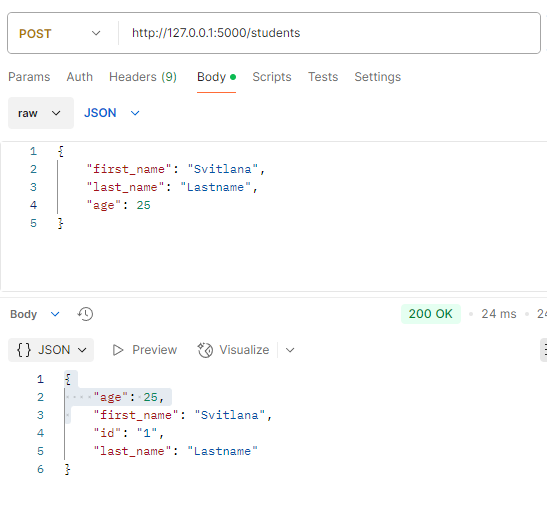 POST http://127.0.0.1:5000/students
Params Auth Headers (9) Body Scripts Tests Settings
raw JSON
1 {
2 "first_name": "Svitlana",
3 "last_name": "Lastname",
4 "age": 25
5 }
Body 200 OK 24 ms
{} JSON Preview Visualize
1 {
2 "age": 25,
3 "first_name": "Svitlana",
4 "id": "1",
5 "last_name": "Lastname"
6 }